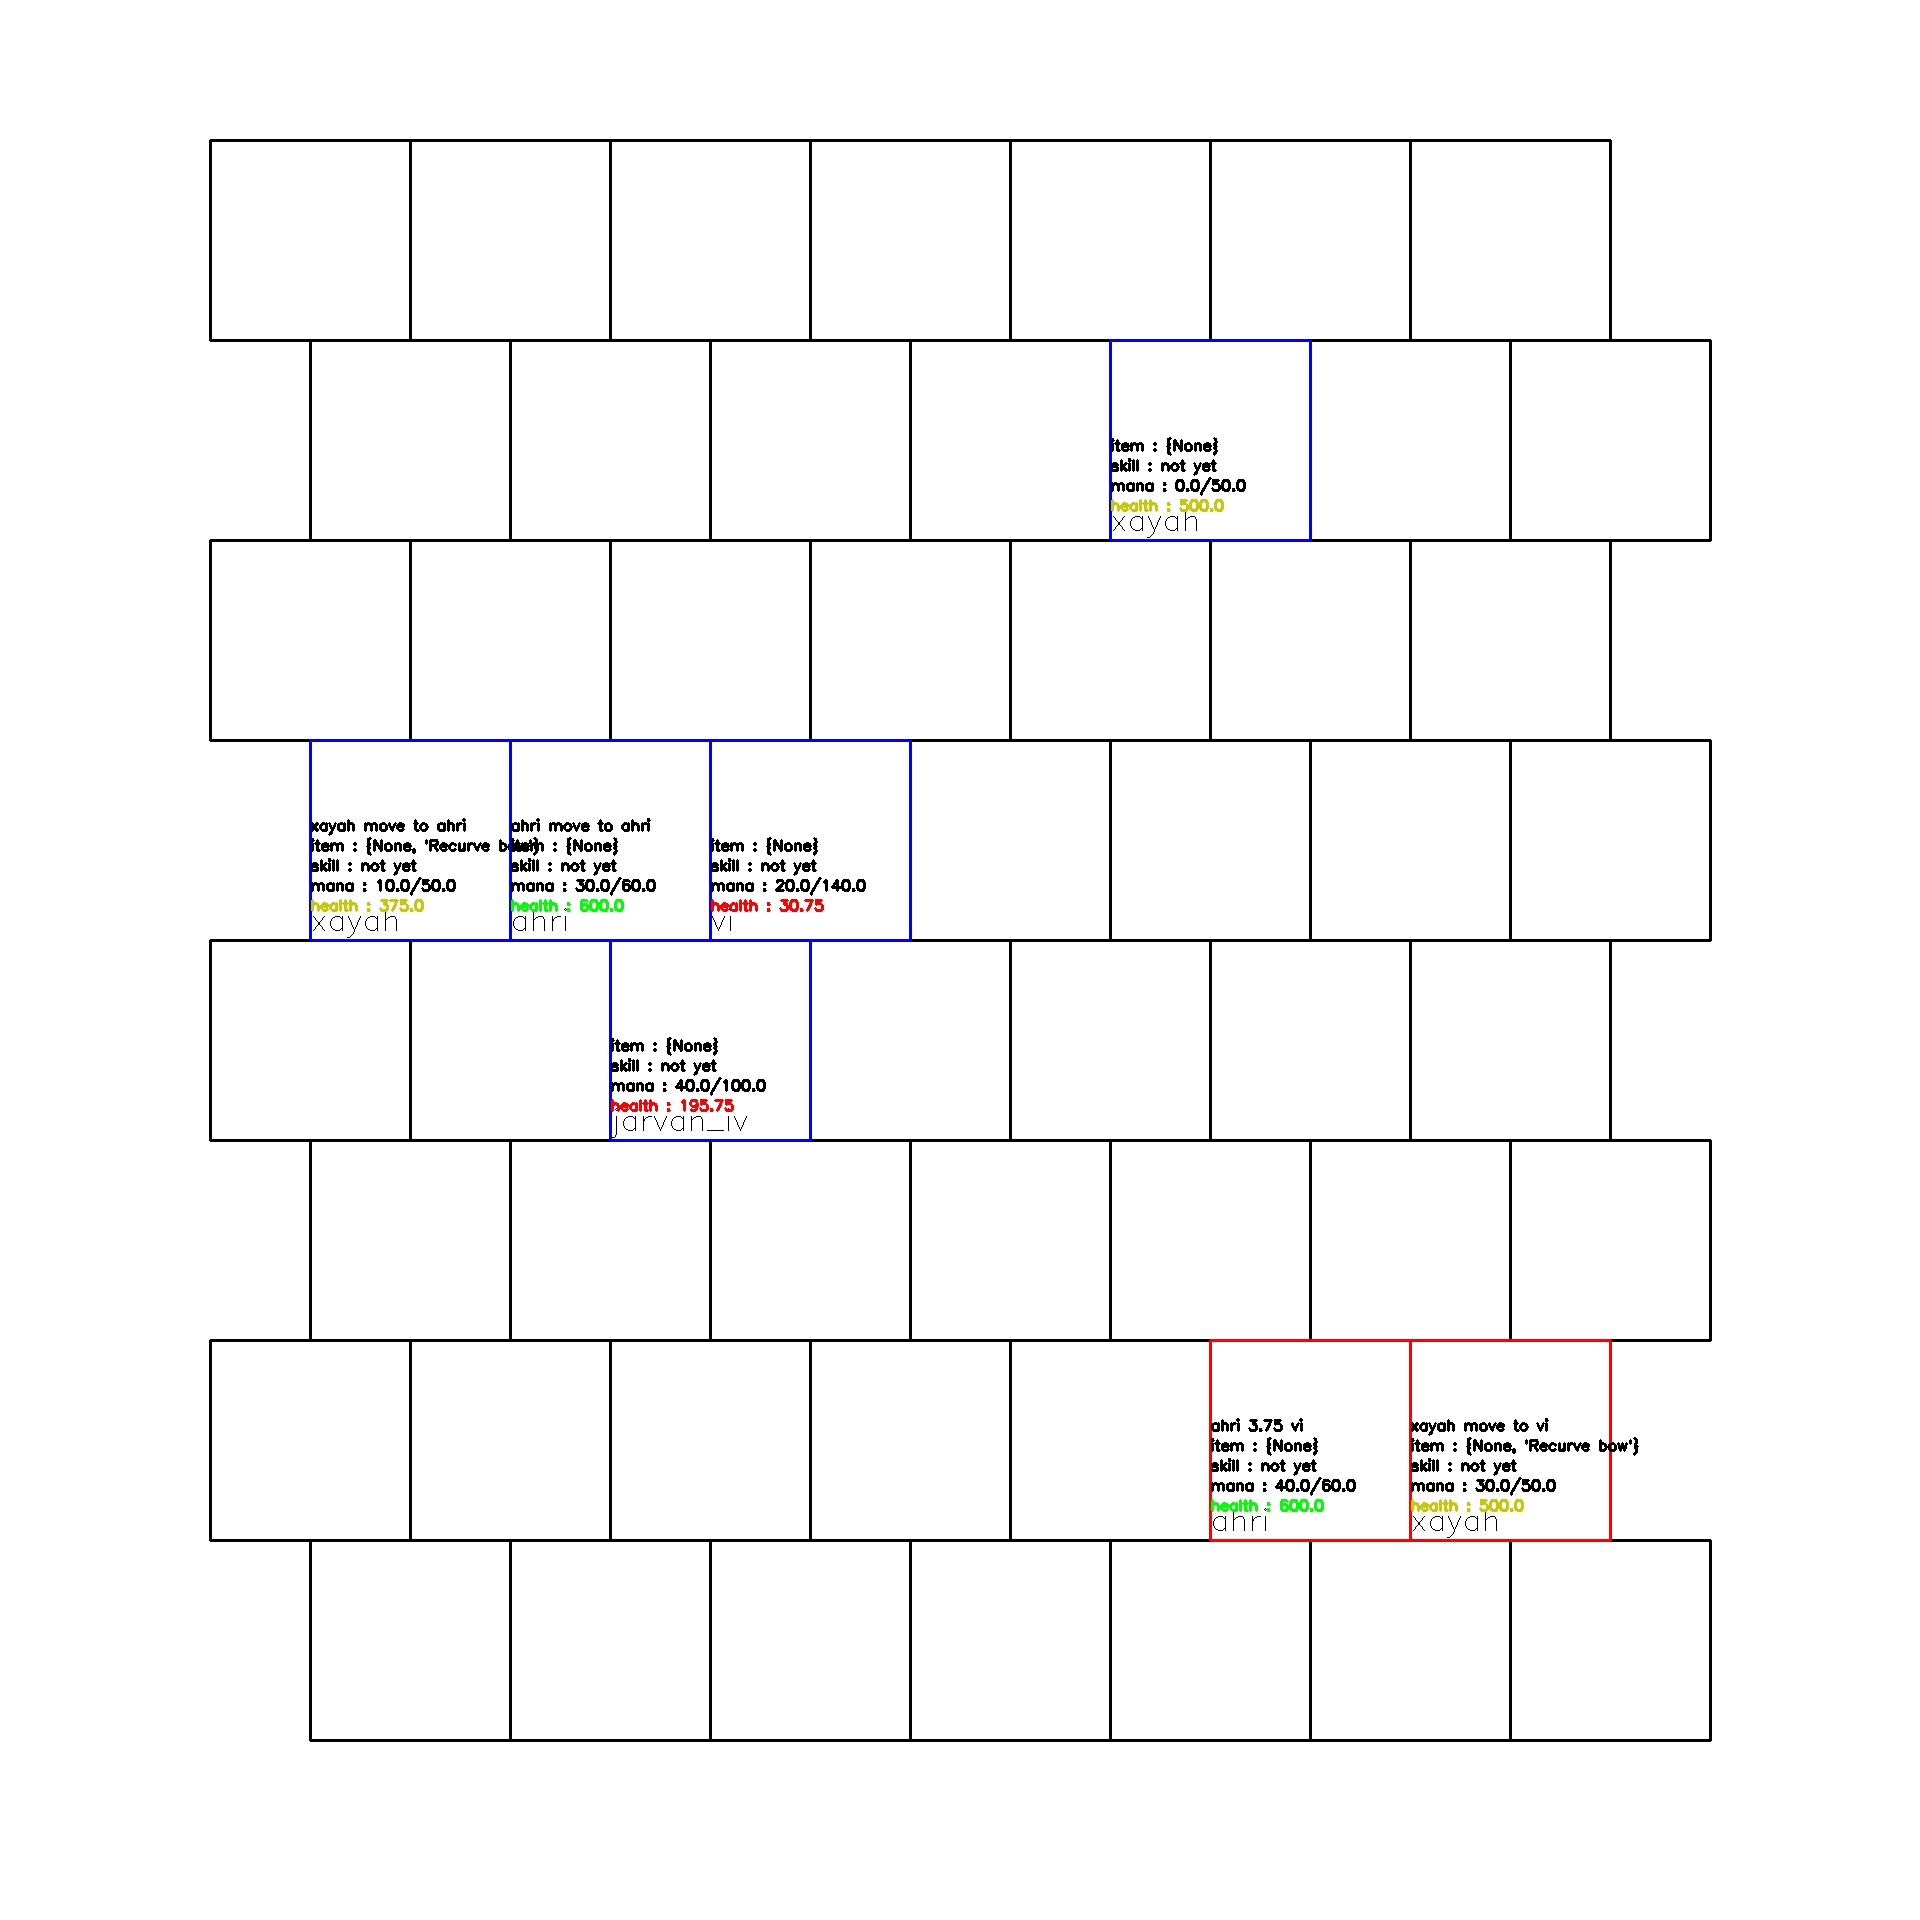 item : {None}
skill : not yet
mana : 0.0/50.0
health : 500.0
xayah
xayah move to ahri
item : {None, 'Recurve bow'}
skill : not yet
mana : 10.0/50.0
health : 375.0
xayah
ahri move to ahri
item : {None}
skill : not yet
mana : 30.0/60.0
health : 600.0
ahri
item : {None}
skill : not yet
mana : 20.0/140.0
health : 30.75
vi
item : {None}
skill : not yet
mana : 40.0/100.0
health : 195.75
jarvan_iv
ahri 3.75 vi
item : {None}
skill : not yet
mana : 40.0/60.0
health : 600.0
ahri
xayah move to vi
item : {None, 'Recurve bow'}
skill : not yet
mana : 30.0/50.0
health : 500.0
xayah